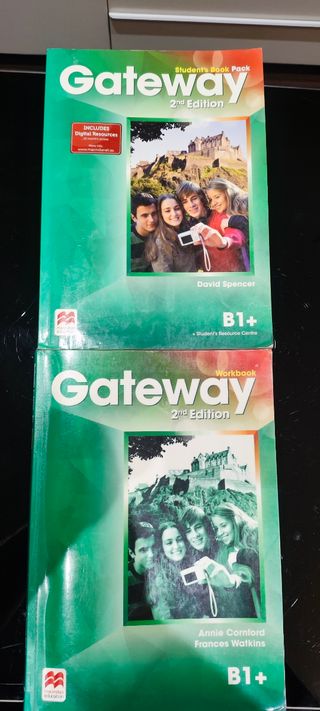 Student's Book Pack
Gateway
2nd Edition
INCLUDES
Digital Resources
David Spencer
B1+
+ Student's Resource Centre
Workbook
Gateway
2nd Edition
Annie Cornford
Frances Watkins
macmillan
education
B1+